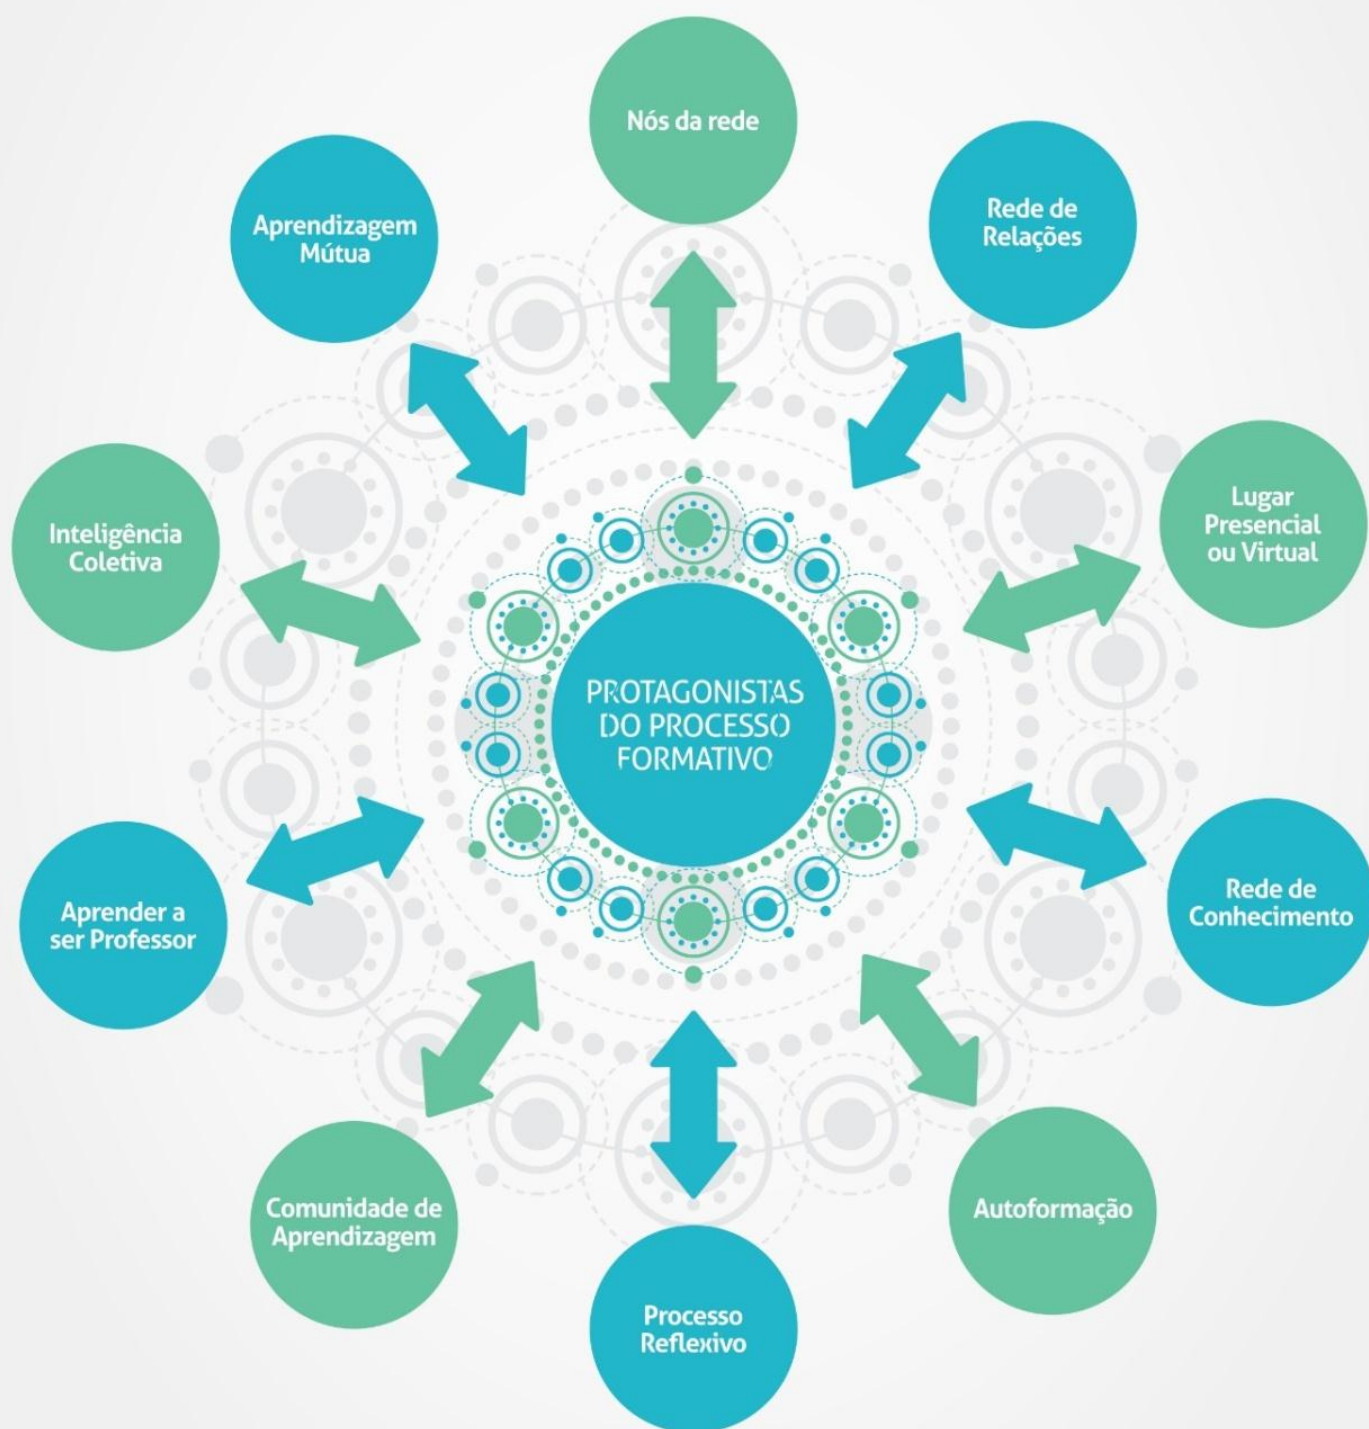 Nós da rede
Rede de
Relações
Aprendizagem
Mútua
Lugar
Presencial
ou Virtual
Inteligência
Coletiva
PROTAGONISTAS
DO PROCESSO
FORMATIVO
Rede de
Conhecimento
Aprender a
ser Professor
Autoformação
Comunidade de
Aprendizagem
Processo
Reflexivo